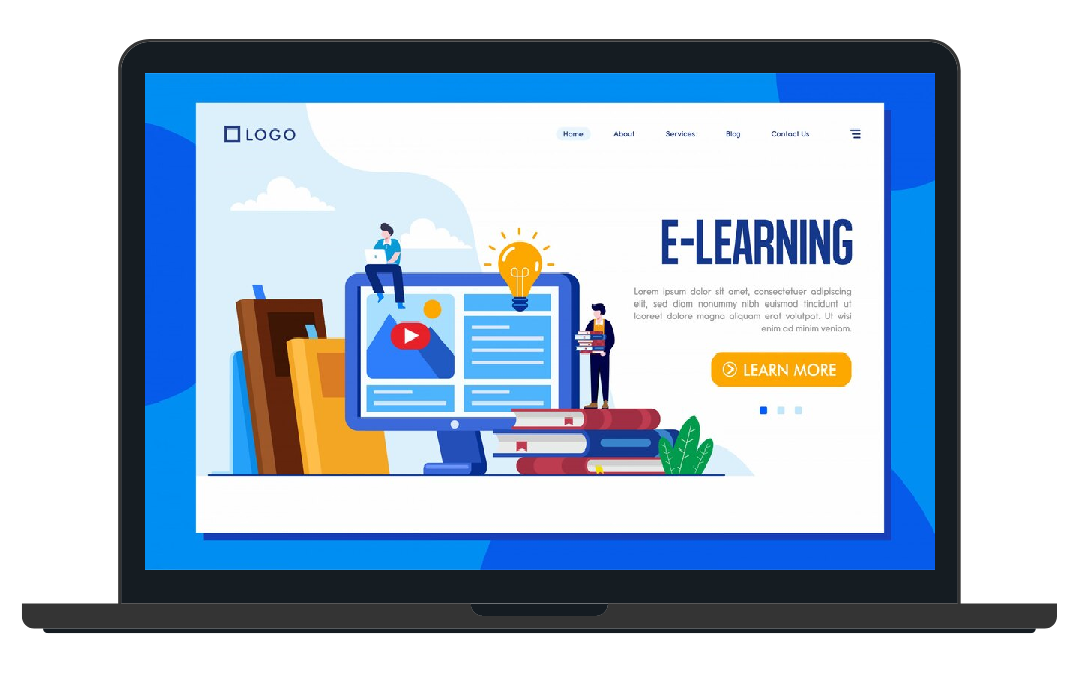 LOGO
Home About Services Blog Contact Us
E-LEARNING
Lorem ipsum dolor sit amet, consectetuer adipiscing
elit, sed diam nonummy nibh euismod tincidunt ut
laoreet dolore magna aliquam erat volutpat. Ut wisi
enim ad minim veniam.
LEARN MORE